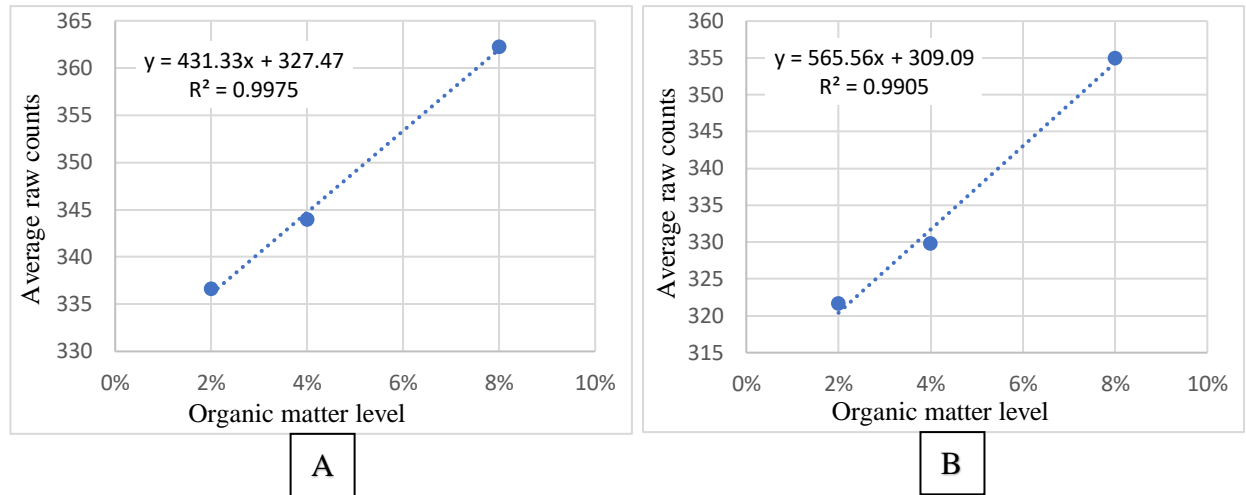 365
360
355
350
345
340
335
330
Average raw counts
y = 431.33x + 327.47
R² = 0.9975
0% 2% 4% 6% 8% 10%
Organic matter level
A
360
355
350
345
340
335
330
325
320
315
Average raw counts
y = 565.56x + 309.09
R² = 0.9905
0% 2% 4% 6% 8% 10%
Organic matter level
B